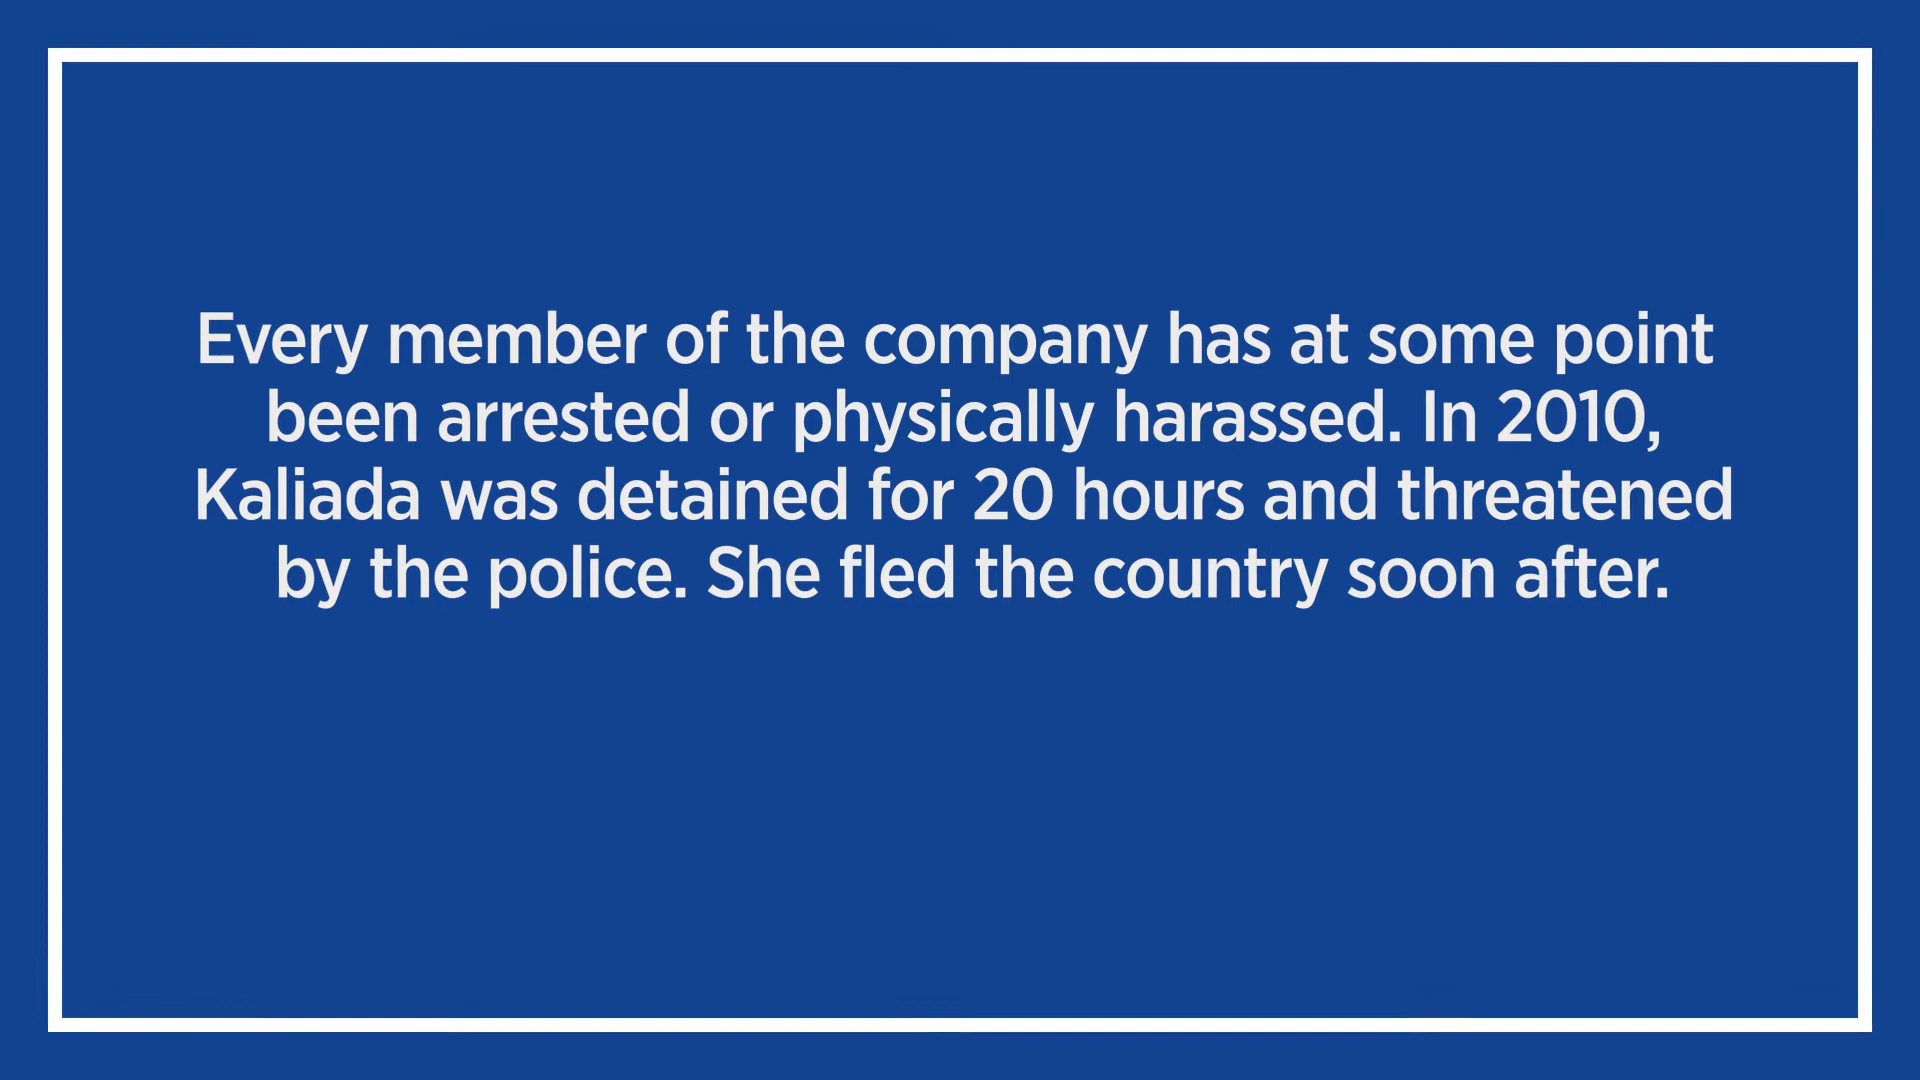 Every member of the company has at some point
been arrested or physically harassed. In 2010,
Kaliada was detained for 20 hours and threatened
by the police. She fled the country soon after.